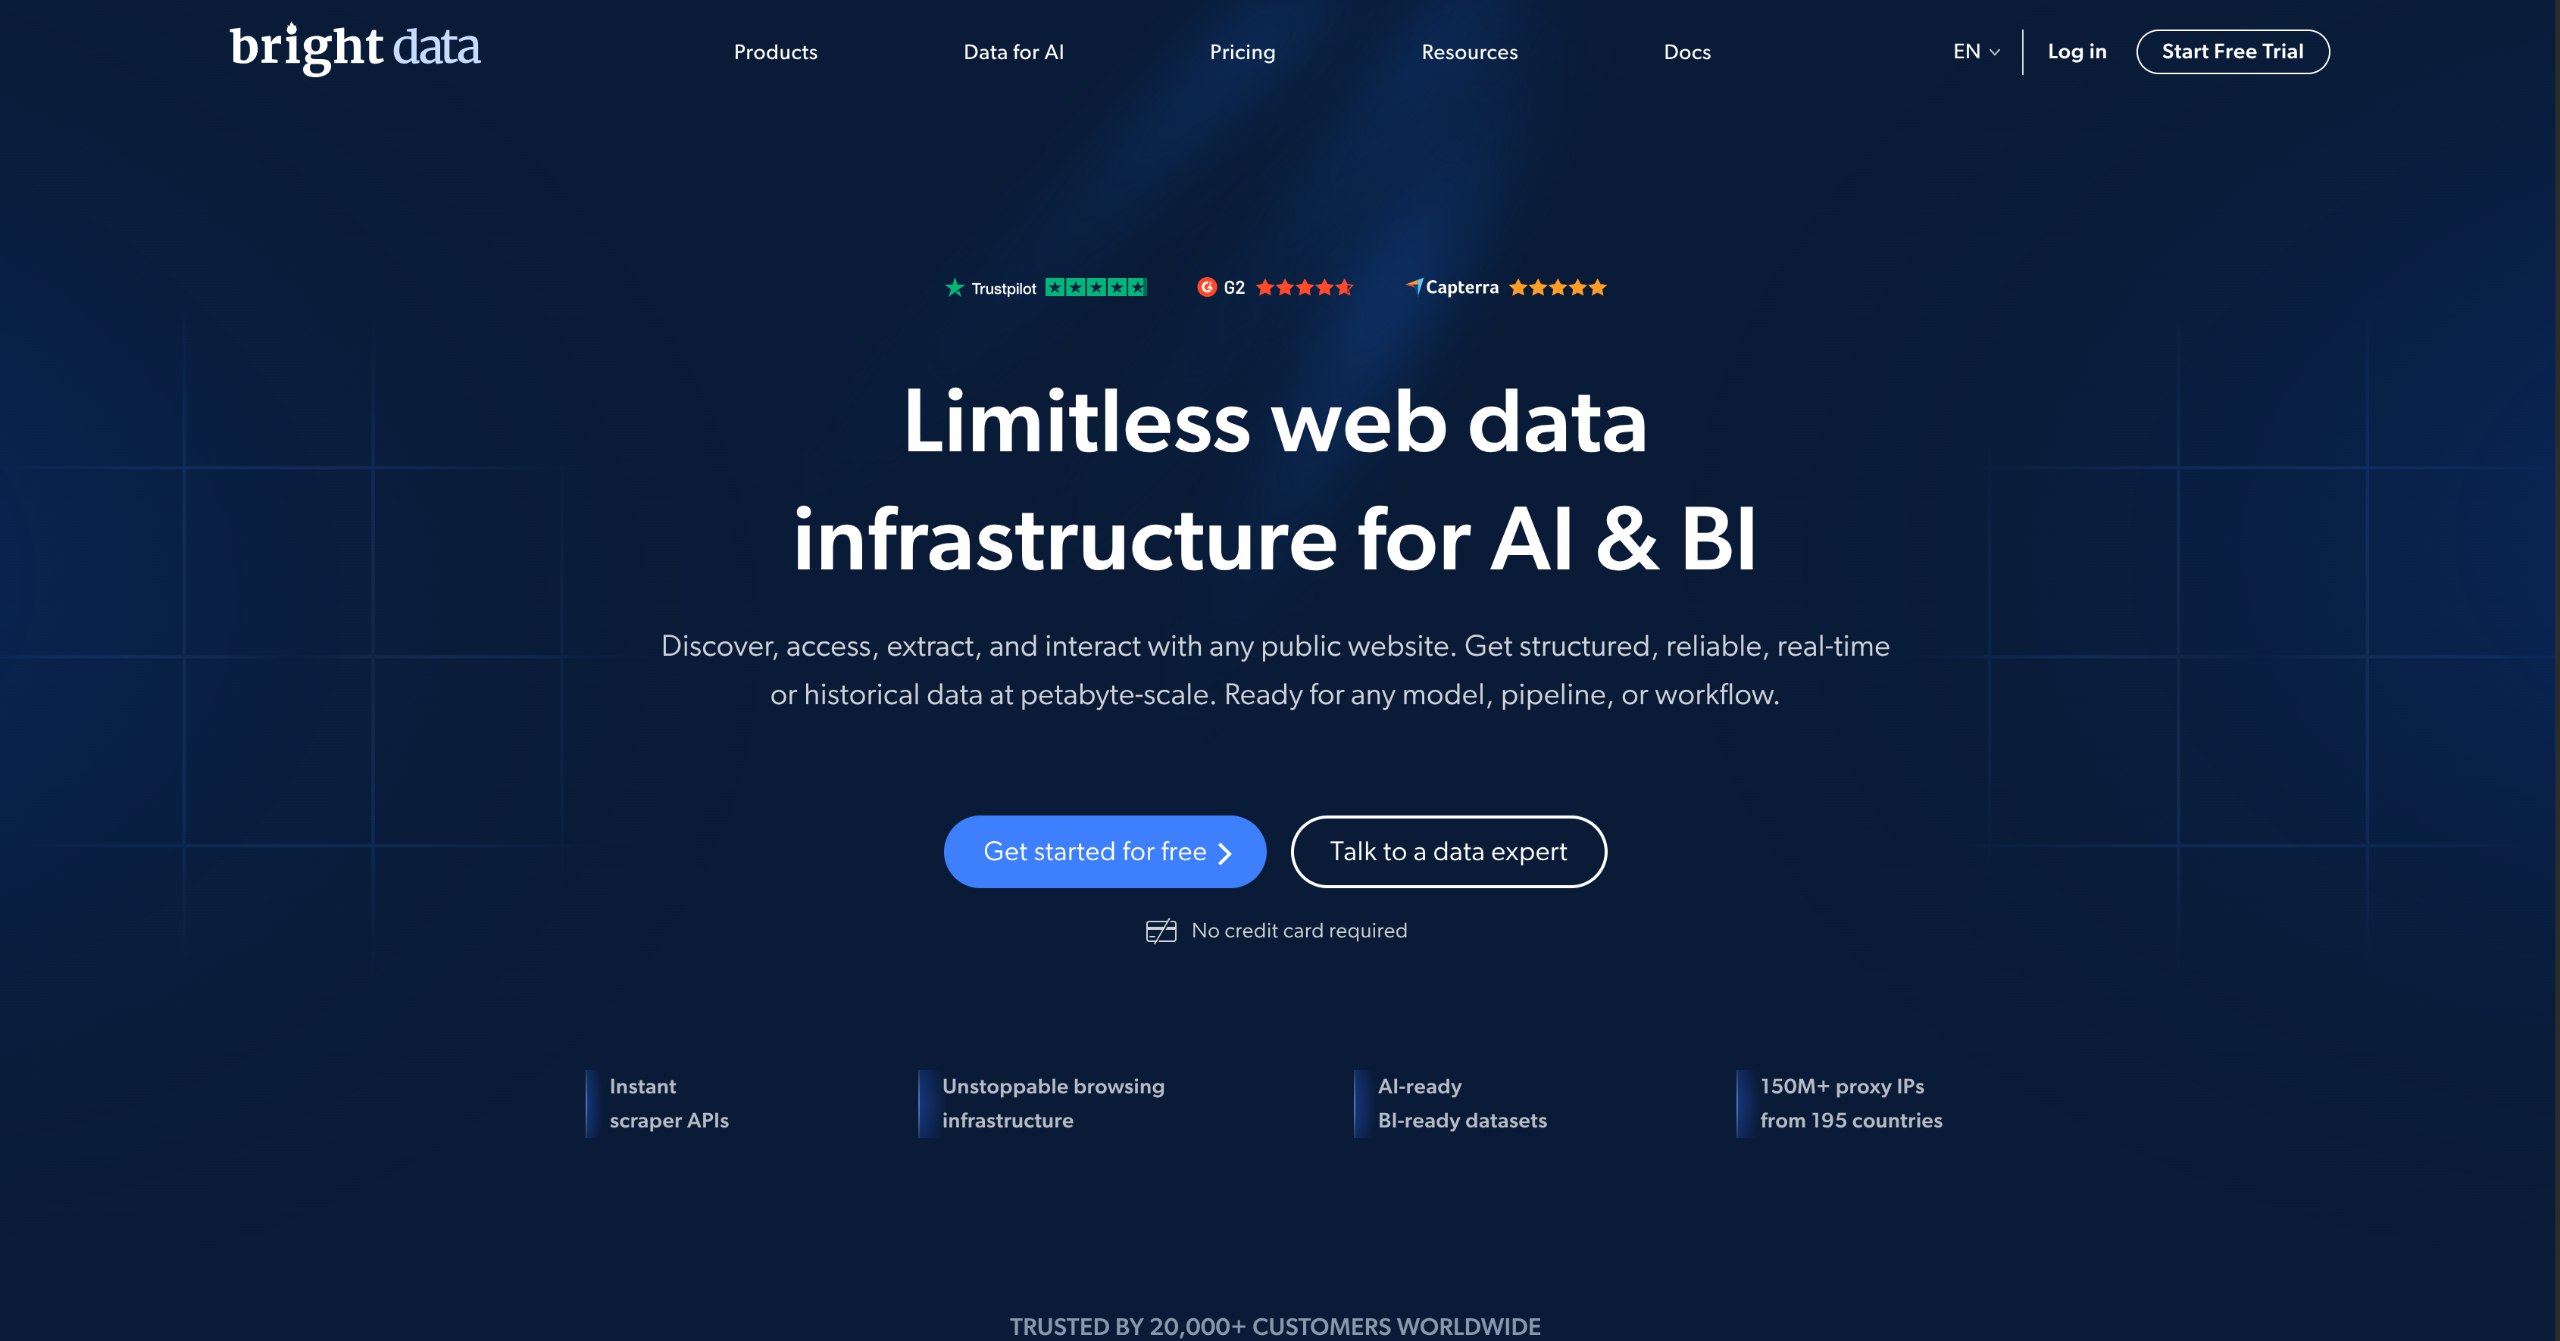 bright data
Products
Data for AI
Pricing
Resources
Docs
EN
Log in
Start Free Trial
Trustpilot
G2
Capterra
Limitless web data
infrastructure for AI & BI
Discover, access, extract, and interact with any public website. Get structured, reliable, real-time
or historical data at petabyte-scale. Ready for any model, pipeline, or workflow.
Get started for free
Talk to a data expert
No credit card required
Instant
scraper APIs
Unstoppable browsing
infrastructure
AI-ready
BI-ready datasets
150M+ proxy IPs
from 195 countries
TRUSTED BY 20,000+ CUSTOMERS WORLDWIDE